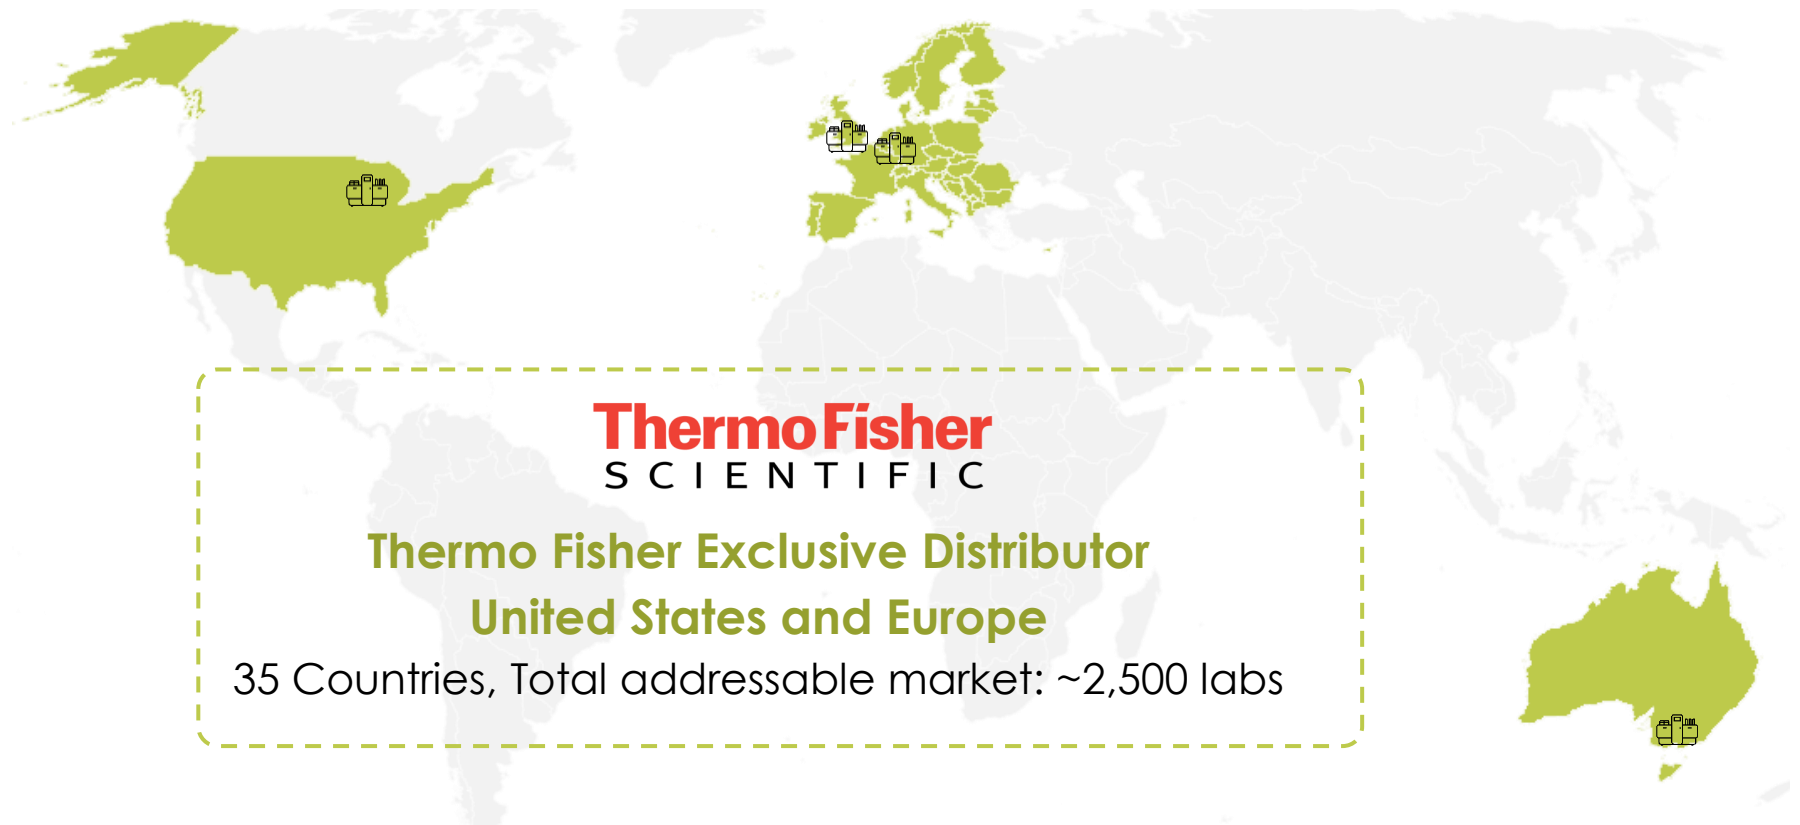 ThermoFisher
SCIENTIFIC
Thermo Fisher Exclusive Distributor
United States and Europe
35 Countries, Total addressable market: ~2,500 labs